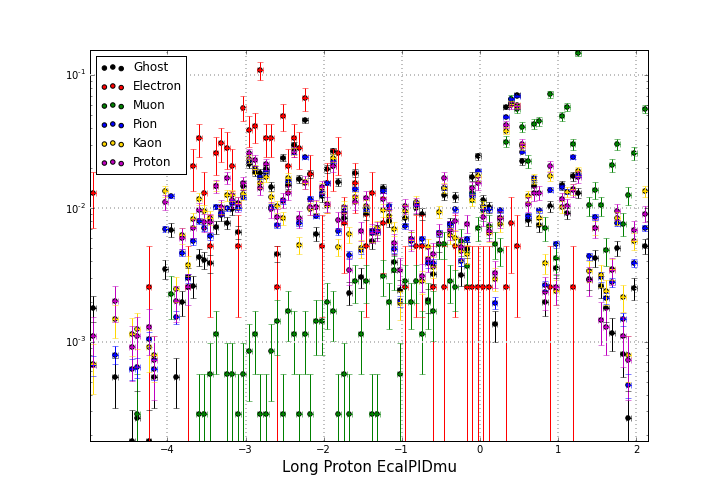 10⁻¹
10⁻²
10⁻³
Ghost
Electron
Muon
Pion
Kaon
Proton
−4 −3 −2 −1 0 1 2
Long Proton EcalPIDmu